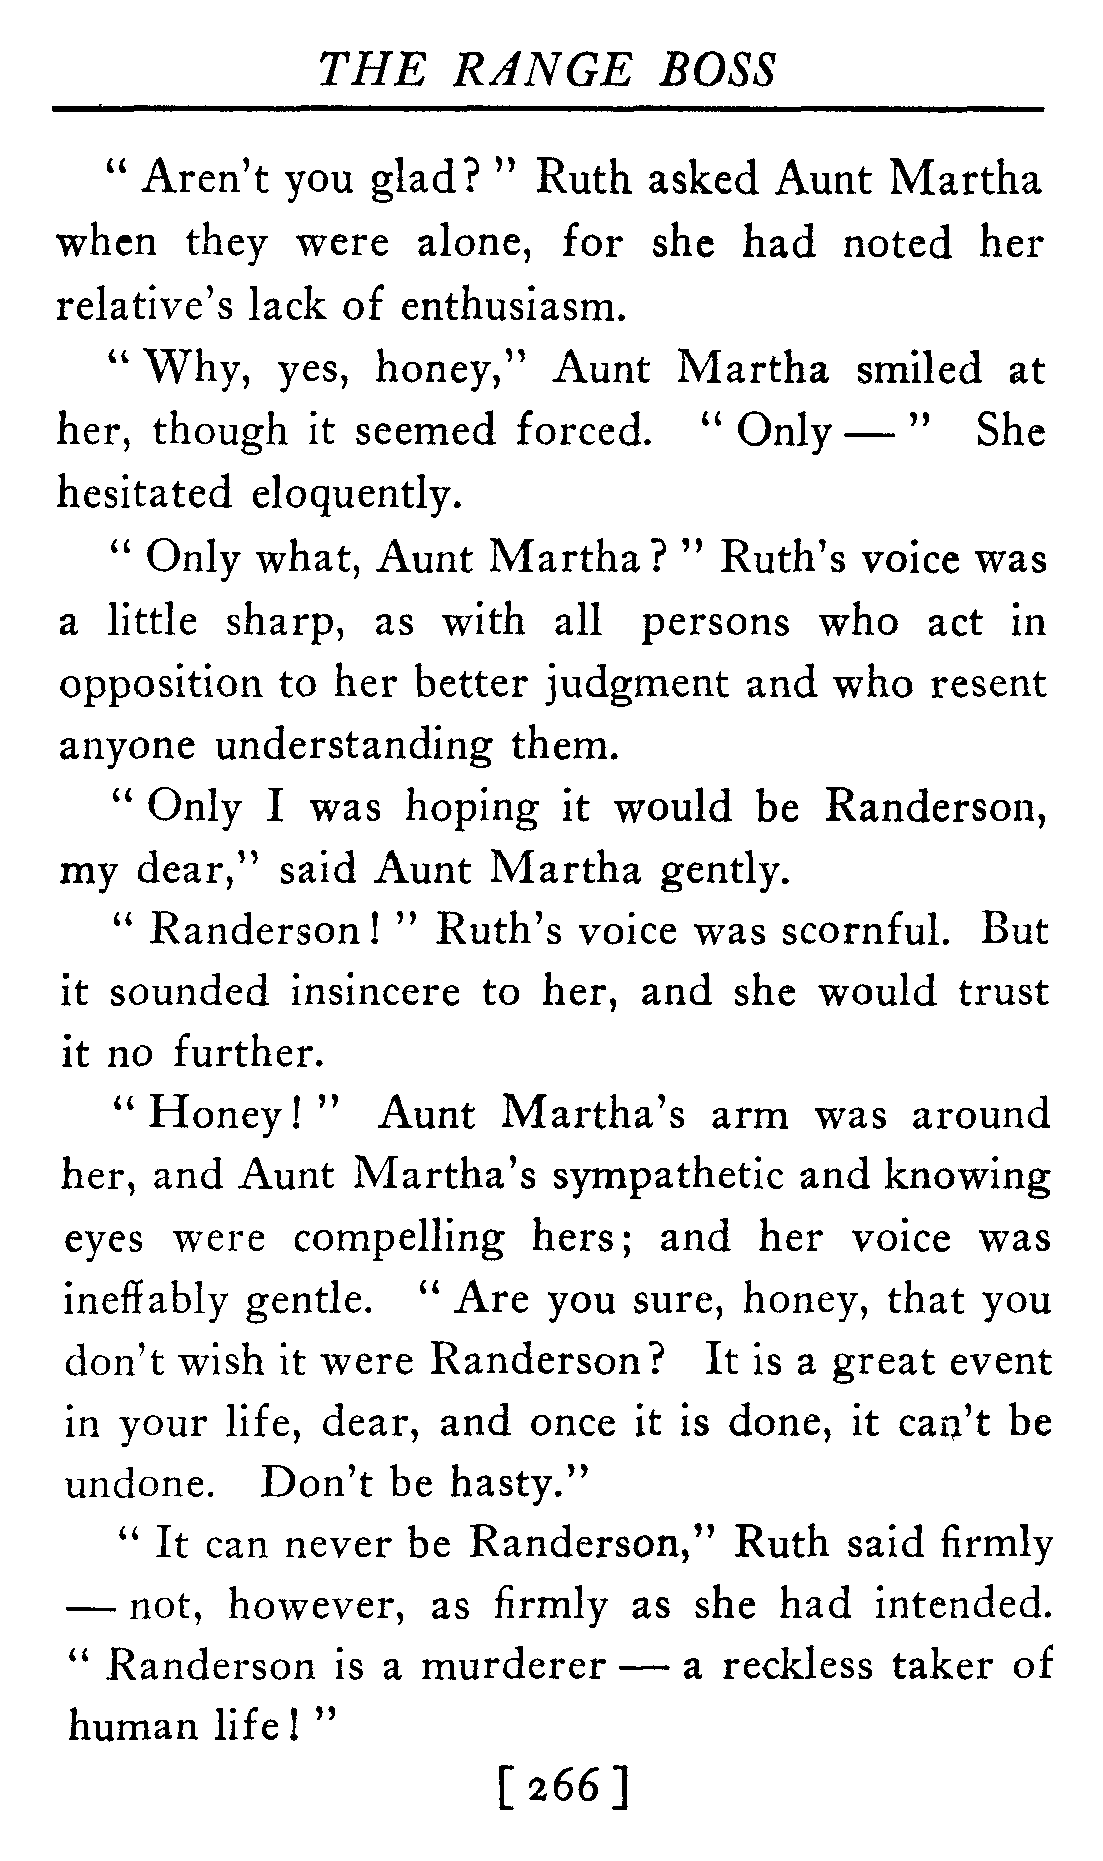 THE RANGE BOSS
" Aren't you glad? " Ruth asked Aunt Martha
when they were alone, for she had noted her
relative's lack of enthusiasm.
" Why, yes, honey," Aunt Martha smiled at
her, though it seemed forced. " Only — " She
hesitated eloquently.
" Only what, Aunt Martha? " Ruth's voice was
a little sharp, as with all persons who act in
opposition to her better judgment and who resent
anyone understanding them.
" Only I was hoping it would be Randerson,
my dear," said Aunt Martha gently.
" Randerson! " Ruth's voice was scornful. But
it sounded insincere to her, and she would trust
it no further.
" Honey! " Aunt Martha's arm was around
her, and Aunt Martha's sympathetic and knowing
eyes were compelling hers; and her voice was
ineffably gentle. " Are you sure, honey, that you
don't wish it were Randerson? It is a great event
in your life, dear, and once it is done, it can't be
undone. Don't be hasty."
" It can never be Randerson," Ruth said firmly
— not, however, as firmly as she had intended.
" Randerson is a murderer — a reckless taker of
human life! "
[ 266 ]